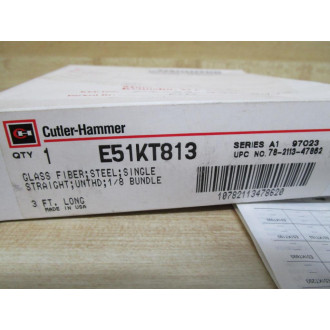 Cutler-Hammer
QTY 1 E51KT813
SERIES A1 97023
UPC NO. 78-2113-47862
GLASS FIBER;STEEL;SINGLE
STRAIGHT;UNTHD;1/8 BUNDLE
3 FT. LONG
MADE IN USA
10782113478620